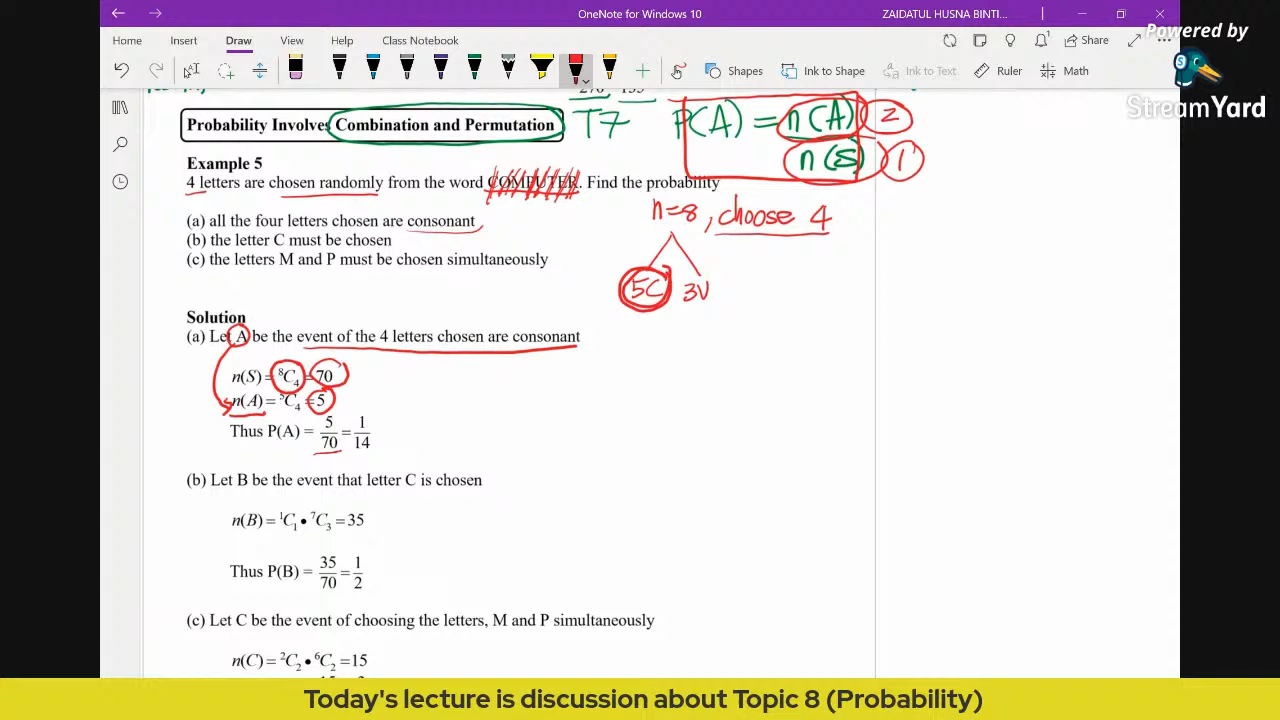 OneNote for Windows 10
ZAIDATUL HUSNA BINTI...
Powered by
StreamYard
Home Insert Draw View Help Class Notebook
Share
Shapes Ink to Shape Ink to Text Ruler Math
Probability Involves Combination and Permutation
T7
P(A) = n(A) 2
n(S) 1
Example 5
4 letters are chosen randomly from the word COMPUTER. Find the probability
n=8, choose 4
(a) all the four letters chosen are consonant
(b) the letter C must be chosen
(c) the letters M and P must be chosen simultaneously
5C 3V
Solution
(a) Let A be the event of the 4 letters chosen are consonant
n(S) = ⁸C₄ = 70
n(A) = ⁵C₄ = 5
Thus P(A) = 5/70 = 1/14
(b) Let B be the event that letter C is chosen
n(B) = ¹C₁ • ⁷C₃ = 35
Thus P(B) = 35/70 = 1/2
(c) Let C be the event of choosing the letters, M and P simultaneously
n(C) = ²C₂ • ⁶C₂ = 15
Today's lecture is discussion about Topic 8 (Probability)